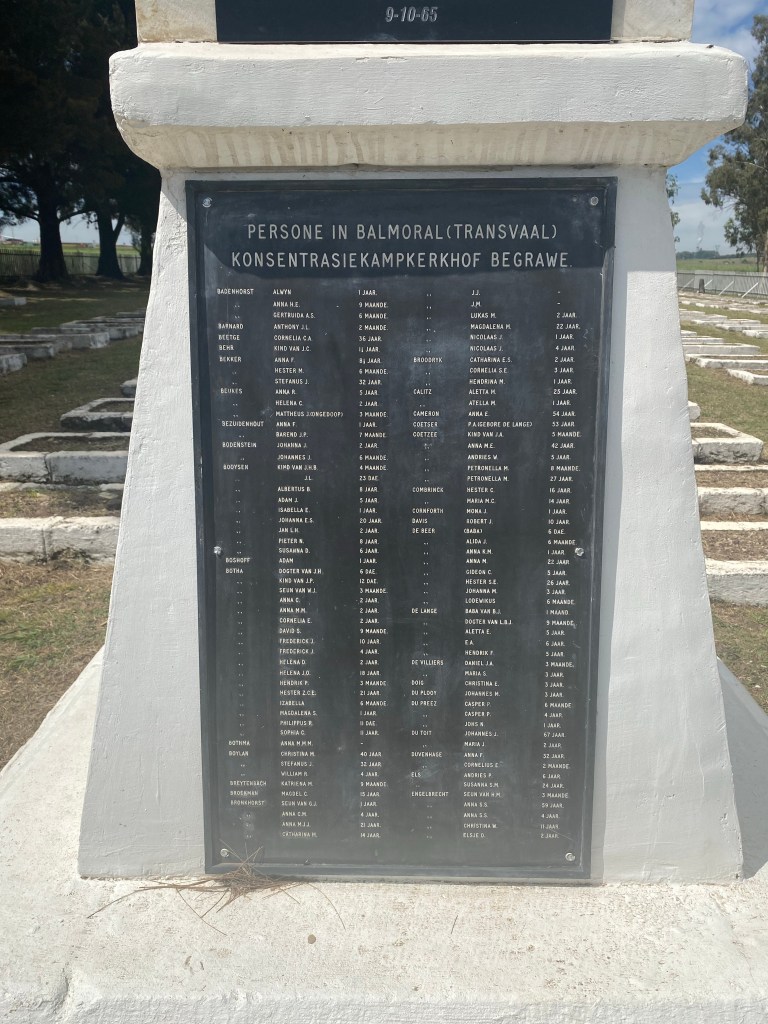 9-10-65
PERSONE IN BALMORAL (TRANSVAAL)
KONSENTRASIEKAMPKERKHOF BEGRAWE.
BADENHORST ALWYN 1 JAAR.
,, ANNA H.E. 9 MAANDE.
,, GERTRUIDA A.S. 6 MAANDE.
BARNARD ANTHONY J.L. 2 MAANDE.
BEETGE CORNELIA C.A. 36 JAAR.
BEHR KIND VAN J.C. 1½ JAAR.
BEKKER ANNA F. 8½ JAAR.
,, HESTER M. 6 MAANDE.
,, STEFANUS J. 32 JAAR.
BEUKES ANNA R. 5 JAAR.
,, HELENA C. 2 JAAR.
,, MATTHEUS J.(ONGEDOOP) 3 MAANDE.
BEZUIDENHOUT ANNA F. 1 JAAR.
,, BAREND J.P. 7 MAANDE.
BODENSTEIN JOHANNA J. 2 JAAR.
,, JOHANNES J. 6 MAANDE.
BOOYSEN KIND VAN J.H.B. 4 MAANDE.
,, J.L. 23 DAE.
,, ALBERTUS B. 8 JAAR.
,, ADAM J. 5 JAAR.
,, ISABELLA E. 1 JAAR.
,, JOHANNA E.S. 20 JAAR.
,, JAN L.H. 2 JAAR.
,, PIETER N. 8 JAAR.
,, SUSANNA D. 6 JAAR.
BOSHOFF ADAM 1 JAAR.
BOTHA DOGTER VAN J.H. 6 DAE.
,, KIND VAN J.P. 12 DAE.
,, SEUN VAN W.J. 3 MAANDE.
,, ANNA C. 2 JAAR.
,, ANNA M.M. 2 JAAR.
,, CORNELIA E. 2 JAAR.
,, DAVID S. 9 MAANDE.
,, FREDERICK J. 10 JAAR.
,, FREDERICK J. 4 JAAR.
,, HELENA D. 2 JAAR.
,, HELENA J.D. 18 JAAR.
,, HENDRIK P. 3 MAANDE.
,, HESTER Z.C.E. 21 JAAR.
,, IZABELLA 6 MAANDE.
,, MAGDALENA S. 1 JAAR.
,, PHILIPPUS R. 11 DAE.
,, SOPHIA C. 11 JAAR.
BOTHMA ANNA M.M.M. -
BOYLAN CHRISTINA M. 40 JAAR.
,, STEFANUS J. 32 JAAR.
,, WILLIAM R. 4 JAAR.
BREYTENBACH KATRIENA M. 9 MAANDE.
BROENMAN MAGDEL C. 15 JAAR.
BRONKHORST SEUN VAN G.J. 1 JAAR.
,, ANNA C.M. 4 JAAR.
,, ANNA M.J.J. 21 JAAR.
,, CATHARINA M. 14 JAAR.
,, J.J. -
,, J.M. -
,, LUKAS M. 2 JAAR.
,, MAGDALENA M. 22 JAAR.
,, NICOLAAS J. 1 JAAR.
,, NICOLAAS J. 4 JAAR.
BROODRYK CATHARINA E.S. 2 JAAR.
,, CORNELIA S.E. 3 JAAR.
,, HENDRINA M. 1 JAAR.
CALITZ ALETTA M. 25 JAAR.
,, ATELLA M. 1 JAAR.
CAMERON ANNA E. 54 JAAR.
COETSER P.A.(GEBORE DE LANGE) 53 JAAR.
COETZEE KIND VAN J.A. 5 MAANDE.
,, ANNA M.E. 42 JAAR.
,, ANDRIES W. 5 JAAR.
,, PETRONELLA M. 8 MAANDE.
,, PETRONELLA M. 27 JAAR.
COMBRINCK HESTER C. 16 JAAR.
,, MARIA M.C. 14 JAAR.
CORNFORTH MONA J. 1 JAAR.
DAVIS ROBERT J. 10 JAAR.
DE BEER (BABA) 6 DAE.
,, ALIDA J. 6 MAANDE.
,, ANNA K.M. 1 JAAR.
,, ANNA M. 22 JAAR.
,, GIDEON C. 5 JAAR.
,, HESTER S.E. 26 JAAR.
,, JOHANNA M. 3 JAAR.
,, LODEWIKUS 6 MAANDE.
DE LANGE BABA VAN B.J. 1 MAAND.
,, DOGTER VAN L.B.J. 9 MAANDE.
,, ALETTA E. 5 JAAR.
,, E.A. 6 JAAR.
,, HENDRIK F. 5 JAAR.
DE VILLIERS DANIEL J.A. 3 MAANDE.
,, MARIA S. 3 JAAR.
DOIG CHRISTINA E. 3 JAAR.
DU PLOOY JOHANNES M. 3 JAAR.
DU PREEZ CASPER P. 6 MAANDE.
,, CASPER P. 4 JAAR.
,, JOHS N. 1 JAAR.
DU TOIT JOHANNES J. 67 JAAR.
,, MARIA J. 2 JAAR.
DUVENHAGE ANNA F. 32 JAAR.
,, CORNELIUS E. 2 MAANDE.
ELS ANDRIES P. 6 JAAR.
,, SUSANNA S.M. 24 JAAR.
ENGELBRECHT SEUN VAN H.M. 3 MAANDE.
,, ANNA S.S. 39 JAAR.
,, ANNA S.S. 4 JAAR.
,, CHRISTINA W. 11 JAAR.
,, ELSJE D. 2 JAAR.